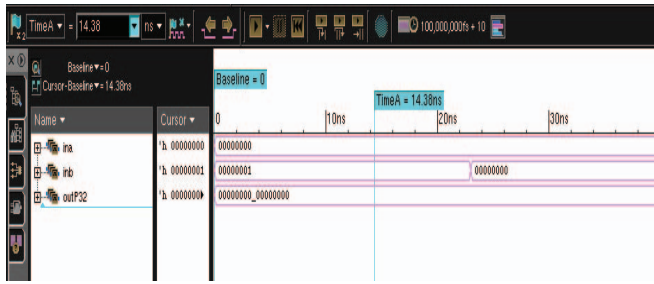 x2 TimeA = 14.38 ns 100,000,000fs + 10
Baseline = 0
Cursor-Baseline = 14.38ns
Baseline = 0
TimeA = 14.38ns
Name Cursor 0 10ns 20ns 30ns
ina 'h 00000000 00000000
inb 'h 00000001 00000001 00000000
outP32 'h 0000000 00000000_00000000